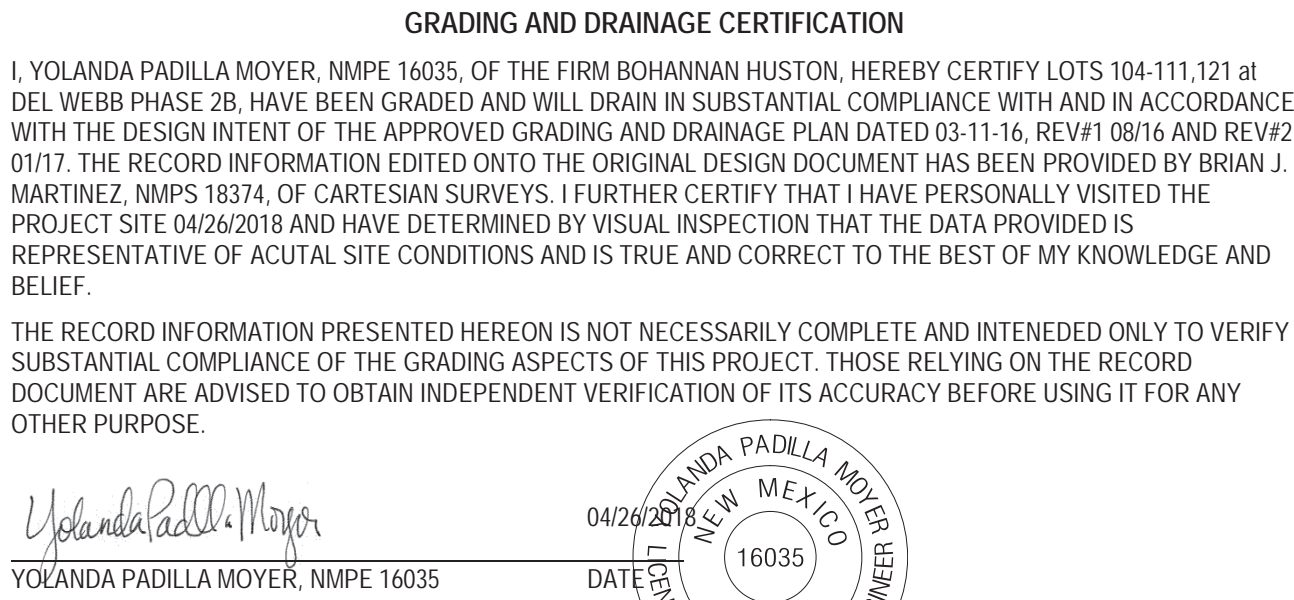 GRADING AND DRAINAGE CERTIFICATION
I, YOLANDA PADILLA MOYER, NMPE 16035, OF THE FIRM BOHANNAN HUSTON, HEREBY CERTIFY LOTS 104-111,121 at
DEL WEBB PHASE 2B, HAVE BEEN GRADED AND WILL DRAIN IN SUBSTANTIAL COMPLIANCE WITH AND IN ACCORDANCE
WITH THE DESIGN INTENT OF THE APPROVED GRADING AND DRAINAGE PLAN DATED 03-11-16, REV#1 08/16 AND REV#2
01/17. THE RECORD INFORMATION EDITED ONTO THE ORIGINAL DESIGN DOCUMENT HAS BEEN PROVIDED BY BRIAN J.
MARTINEZ, NMPS 18374, OF CARTESIAN SURVEYS. I FURTHER CERTIFY THAT I HAVE PERSONALLY VISITED THE
PROJECT SITE 04/26/2018 AND HAVE DETERMINED BY VISUAL INSPECTION THAT THE DATA PROVIDED IS
REPRESENTATIVE OF ACUTAL SITE CONDITIONS AND IS TRUE AND CORRECT TO THE BEST OF MY KNOWLEDGE AND
BELIEF.
THE RECORD INFORMATION PRESENTED HEREON IS NOT NECESSARILY COMPLETE AND INTENEDED ONLY TO VERIFY
SUBSTANTIAL COMPLIANCE OF THE GRADING ASPECTS OF THIS PROJECT. THOSE RELYING ON THE RECORD
DOCUMENT ARE ADVISED TO OBTAIN INDEPENDENT VERIFICATION OF ITS ACCURACY BEFORE USING IT FOR ANY
OTHER PURPOSE.
Yolanda Padilla Moyer
04/26/2018
YOLANDA PADILLA MOYER, NMPE 16035
DATE
YOLANDA PADILLA MOYER
NEW MEXICO
16035